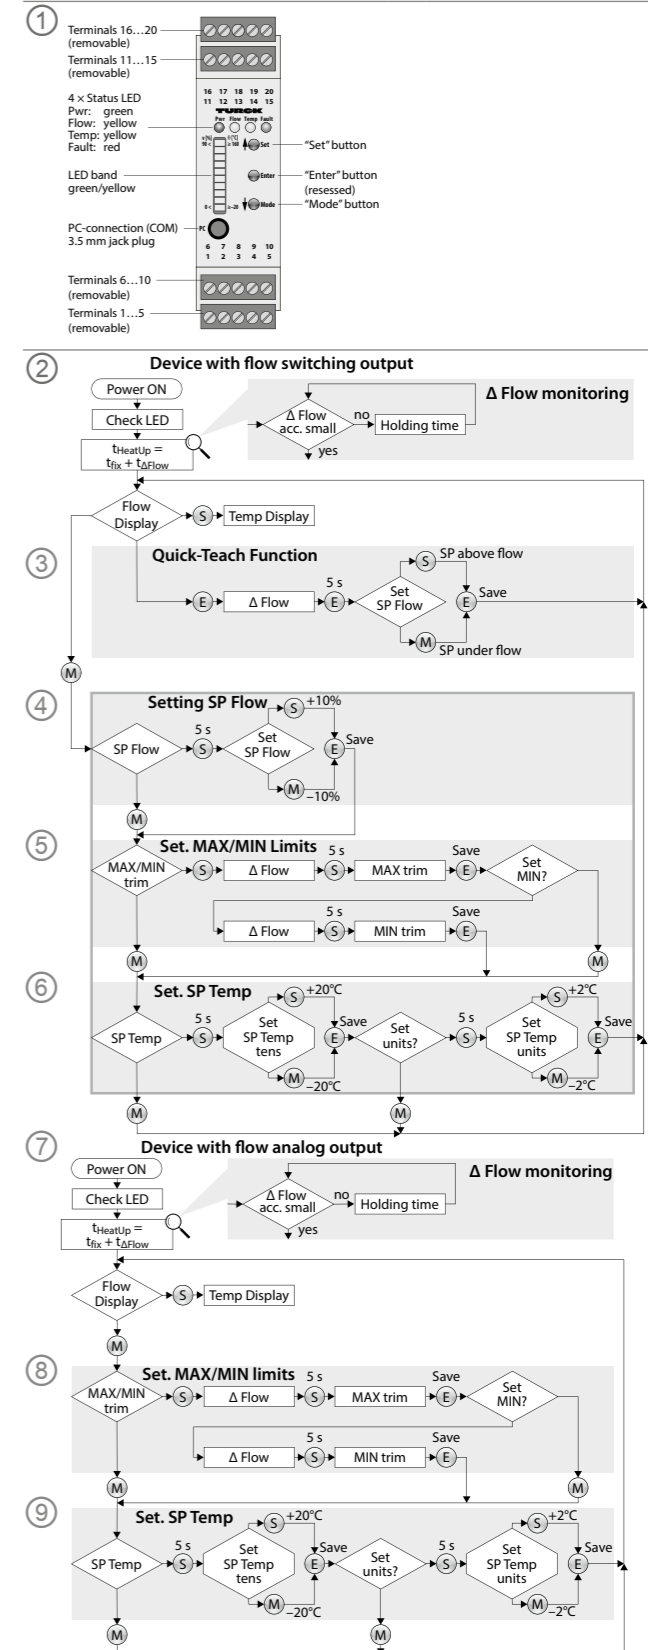 1
Terminals 16…20
(removable)
Terminals 11…15
(removable)
4 × Status LED
Pwr: green
Flow: yellow
Temp: yellow
Fault: red
LED band
green/yellow
PC-connection (COM)
3.5 mm jack plug
Terminals 6…10
(removable)
Terminals 1…5
(removable)
16 17 18 19 20
11 12 13 14 15
TURCK
Pwr Flow Temp Fault
90 < ≥ 160
Set
Enter
0 < ≥ –20
Mode
PC
6 7 8 9 10
1 2 3 4 5
"Set" button
"Enter" button
(resessed)
"Mode" button
2
Device with flow switching output
Power ON
Check LED
tHeatUp =
tfix + tΔFlow
Δ Flow monitoring
Δ Flow
acc. small
no
Holding time
yes
Flow
Display
S
Temp Display
3
Quick-Teach Function
E
Δ Flow
5 s
E
Set
SP Flow
S
SP above flow
E
Save
M
SP under flow
M
4
Setting SP Flow
SP Flow
5 s
S
Set
SP Flow
S
+10%
E
Save
M
–10%
M
5
Set. MAX/MIN Limits
MAX/MIN
trim
S
Δ Flow
5 s
S
MAX trim
Save
E
Set
MIN?
Δ Flow
5 s
S
MIN trim
Save
E
M
M
6
Set. SP Temp
SP Temp
5 s
S
Set
SP Temp
tens
S
+20°C
E
Save
M
–20°C
Set
units?
5 s
S
Set
SP Temp
units
S
+2°C
E
Save
M
–2°C
M
M
7
Device with flow analog output
Power ON
Check LED
tHeatUp =
tfix + tΔFlow
Δ Flow monitoring
Δ Flow
acc. small
no
Holding time
yes
Flow
Display
S
Temp Display
M
8
Set. MAX/MIN limits
MAX/MIN
trim
S
Δ Flow
5 s
S
MAX trim
Save
E
Set
MIN?
Δ Flow
5 s
S
MIN trim
Save
E
M
M
9
Set. SP Temp
SP Temp
5 s
S
Set
SP Temp
tens
S
+20°C
E
Save
M
–20°C
Set
units?
5 s
S
Set
SP Temp
units
S
+2°C
E
Save
M
–2°C
M
M